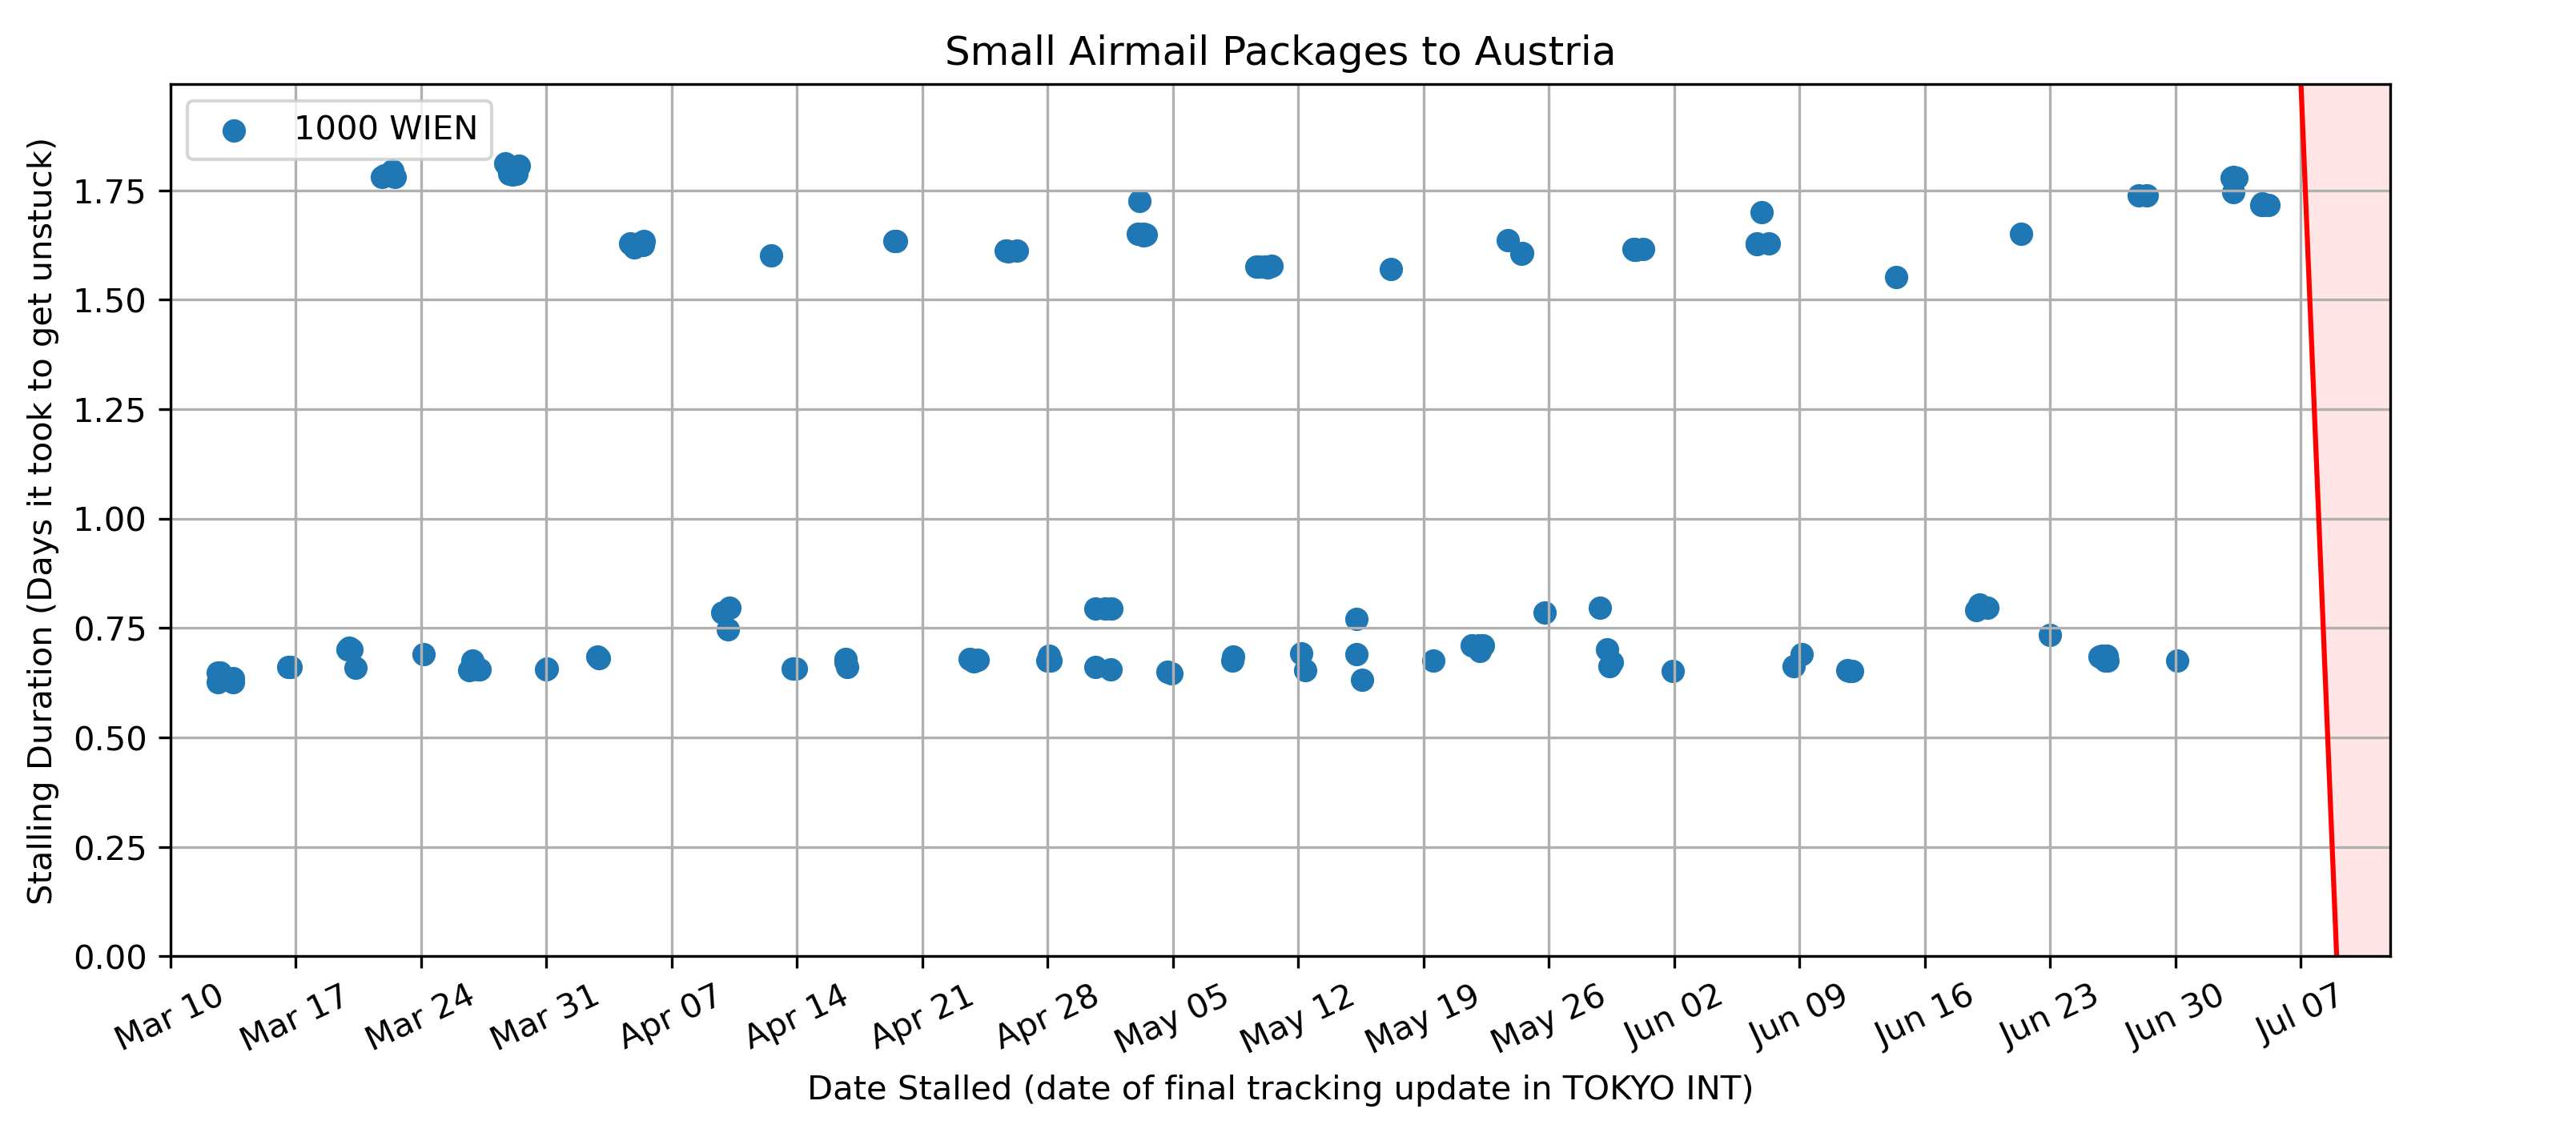 Small Airmail Packages to Austria
1000 WIEN
Stalling Duration (Days it took to get unstuck)
1.75
1.50
1.25
1.00
0.75
0.50
0.25
0.00
Mar 10 Mar 17 Mar 24 Mar 31 Apr 07 Apr 14 Apr 21 Apr 28 May 05 May 12 May 19 May 26 Jun 02 Jun 09 Jun 16 Jun 23 Jun 30 Jul 07
Date Stalled (date of final tracking update in TOKYO INT)